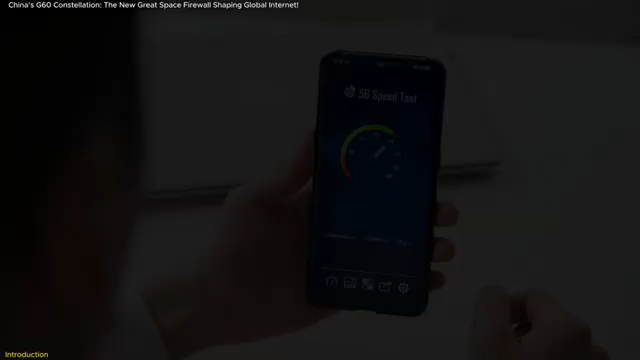 China's G60 Constellation: The New Great Space Firewall Shaping Global Internet!
5G Speed Test
Introduction